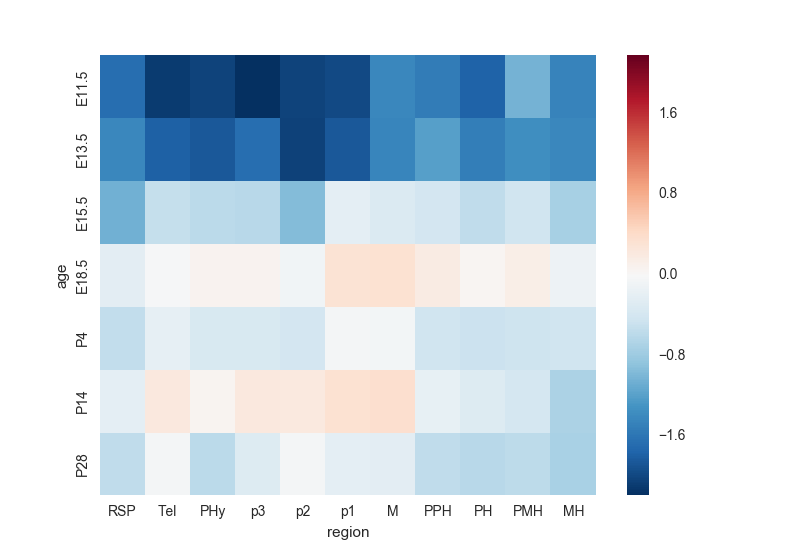 age
E11.5
E13.5
E15.5
E18.5
P4
P14
P28
RSP Tel PHy p3 p2 p1 M PPH PH PMH MH
region
1.6
0.8
0.0
−0.8
−1.6